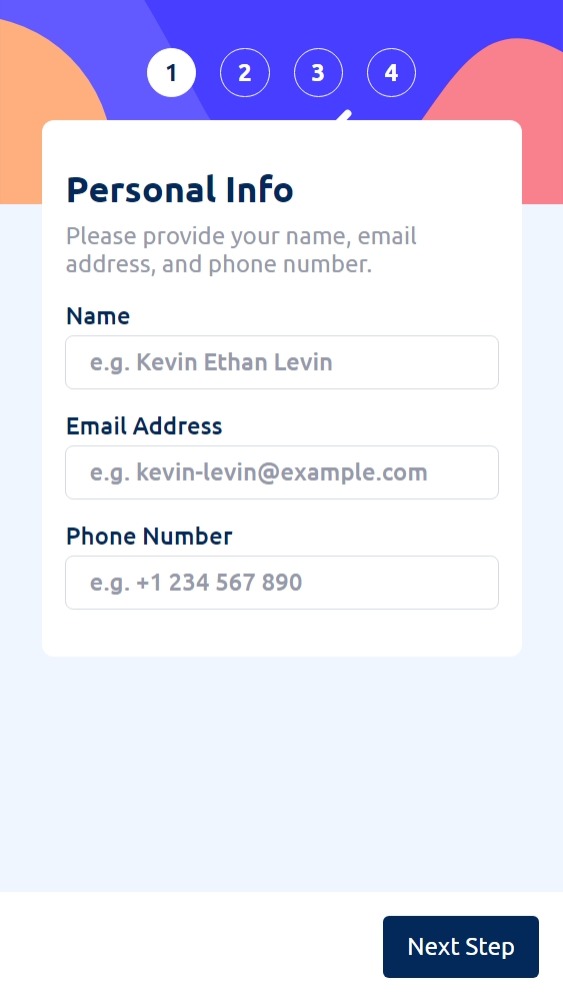 1 2 3 4
Personal Info
Please provide your name, email
address, and phone number.
Name
e.g. Kevin Ethan Levin
Email Address
e.g. kevin-levin@example.com
Phone Number
e.g. +1 234 567 890
Next Step